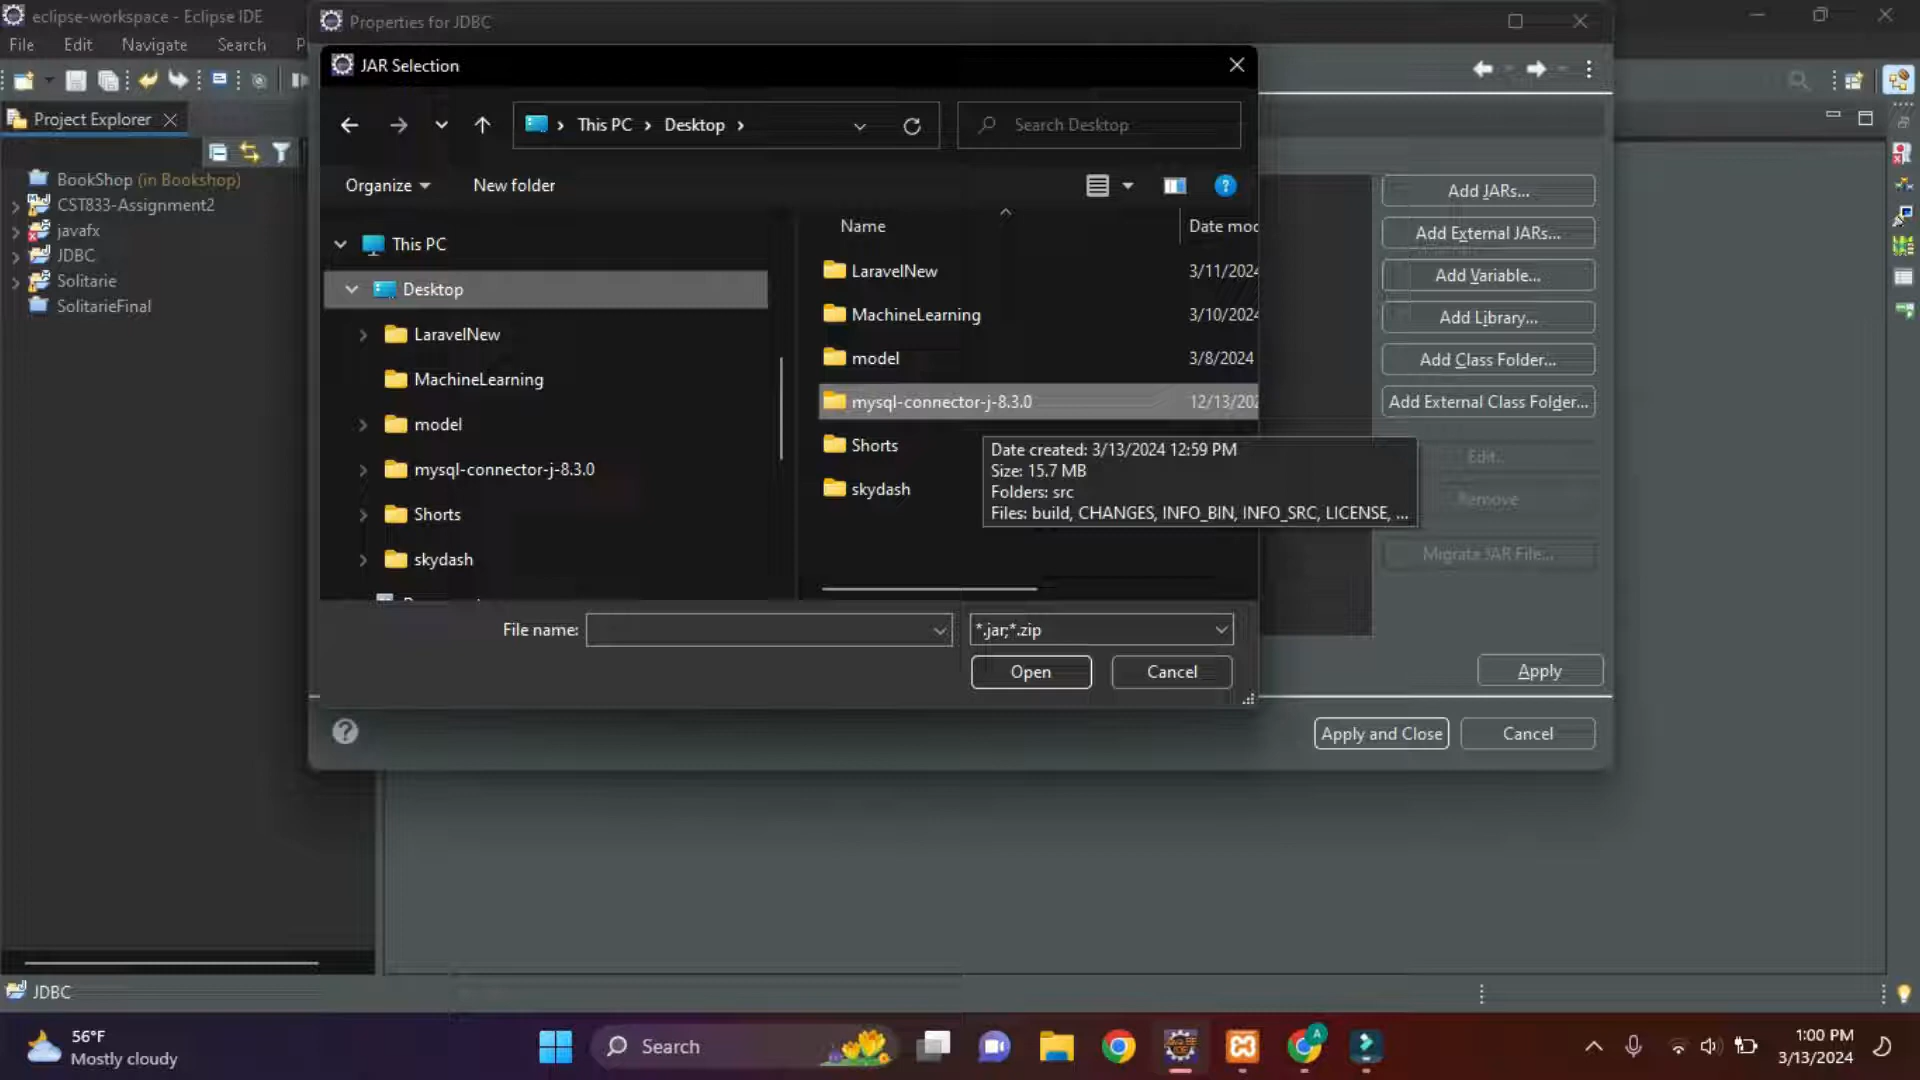 eclipse-workspace - Eclipse IDE
Properties for JDBC
File Edit Navigate Search P
JAR Selection
Project Explorer
This PC Desktop
Search Desktop
Organize New folder
Name Date mod
This PC
Desktop
LaravelNew
MachineLearning
model
mysql-connector-j-8.3.0
Shorts
skydash
LaravelNew 3/11/2024
MachineLearning 3/10/2024
model 3/8/2024
mysql-connector-j-8.3.0 12/13/202
Shorts
skydash
Date created: 3/13/2024 12:59 PM
Size: 15.7 MB
Folders: src
Files: build, CHANGES, INFO_BIN, INFO_SRC, LICENSE, ...
File name:
*.jar;*.zip
Open Cancel
BookShop (in Bookshop)
CST833-Assignment2
javafx
JDBC
Solitarie
SolitarieFinal
Add JARs...
Add External JARs...
Add Variable...
Add Library...
Add Class Folder...
Add External Class Folder...
Edit...
Remove
Migrate JAR File...
Apply
Apply and Close Cancel
JDBC
56°F
Mostly cloudy
Search
1:00 PM
3/13/2024